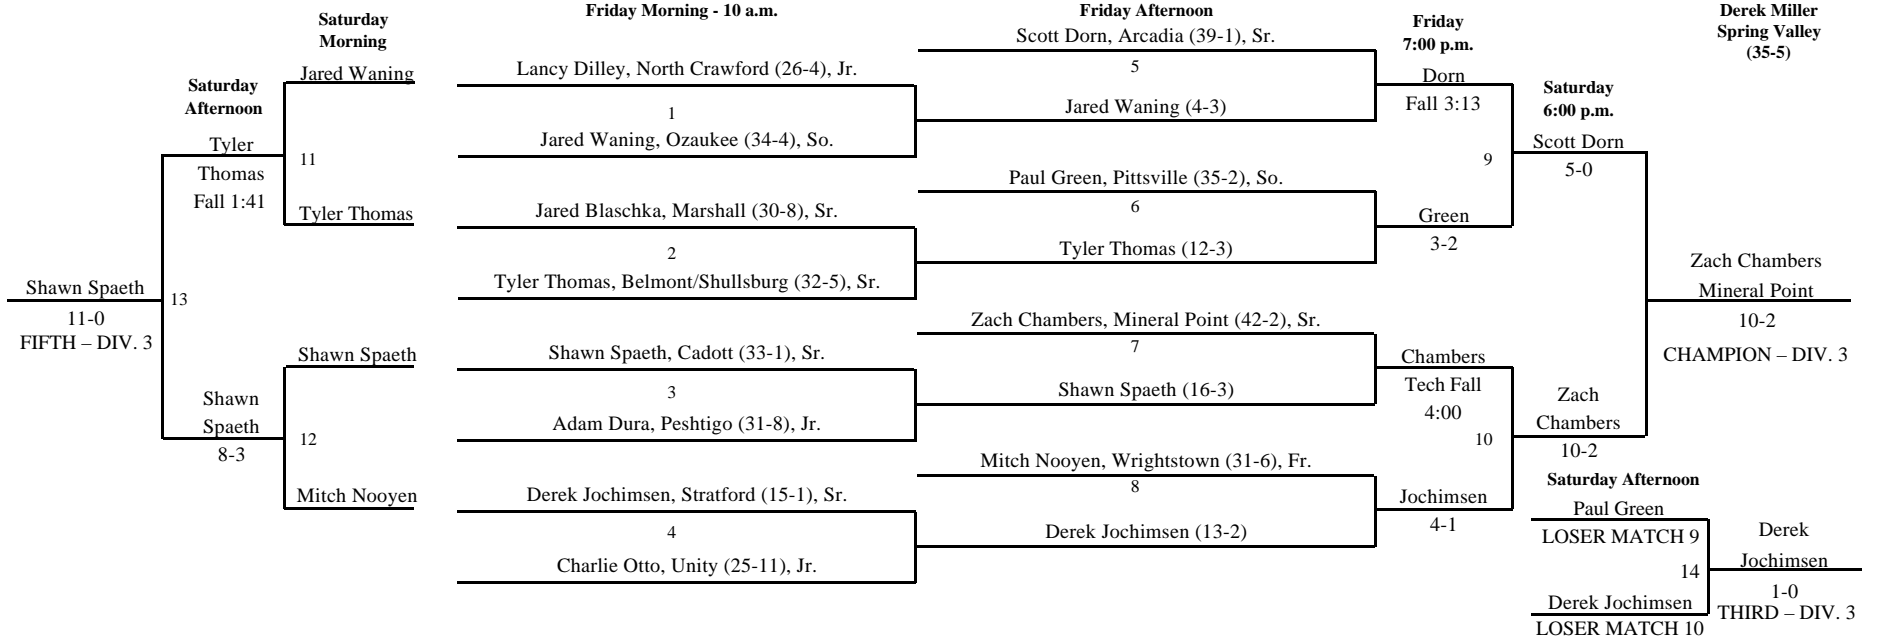 Saturday
Morning
Friday Morning - 10 a.m.
Friday Afternoon
Friday
7:00 p.m.
Derek Miller
Spring Valley
(35-5)
Saturday
Afternoon
Saturday
6:00 p.m.
Jared Waning
Tyler
Thomas
Fall 1:41
11
Tyler Thomas
Shawn Spaeth
11-0
FIFTH – DIV. 3
13
Shawn Spaeth
Shawn
Spaeth
8-3
12
Mitch Nooyen
Lancy Dilley, North Crawford (26-4), Jr.
1
Jared Waning, Ozaukee (34-4), So.
Jared Blaschka, Marshall (30-8), Sr.
2
Tyler Thomas, Belmont/Shullsburg (32-5), Sr.
Shawn Spaeth, Cadott (33-1), Sr.
3
Adam Dura, Peshtigo (31-8), Jr.
Derek Jochimsen, Stratford (15-1), Sr.
4
Charlie Otto, Unity (25-11), Jr.
Scott Dorn, Arcadia (39-1), Sr.
5
Jared Waning (4-3)
Paul Green, Pittsville (35-2), So.
6
Tyler Thomas (12-3)
Zach Chambers, Mineral Point (42-2), Sr.
7
Shawn Spaeth (16-3)
Mitch Nooyen, Wrightstown (31-6), Fr.
8
Derek Jochimsen (13-2)
Dorn
Fall 3:13
9
Green
3-2
Chambers
Tech Fall
4:00
10
Jochimsen
4-1
Scott Dorn
5-0
Zach
Chambers
10-2
Zach Chambers
Mineral Point
10-2
CHAMPION – DIV. 3
Saturday Afternoon
Paul Green
LOSER MATCH 9
14
Derek Jochimsen
LOSER MATCH 10
Derek
Jochimsen
1-0
THIRD – DIV. 3